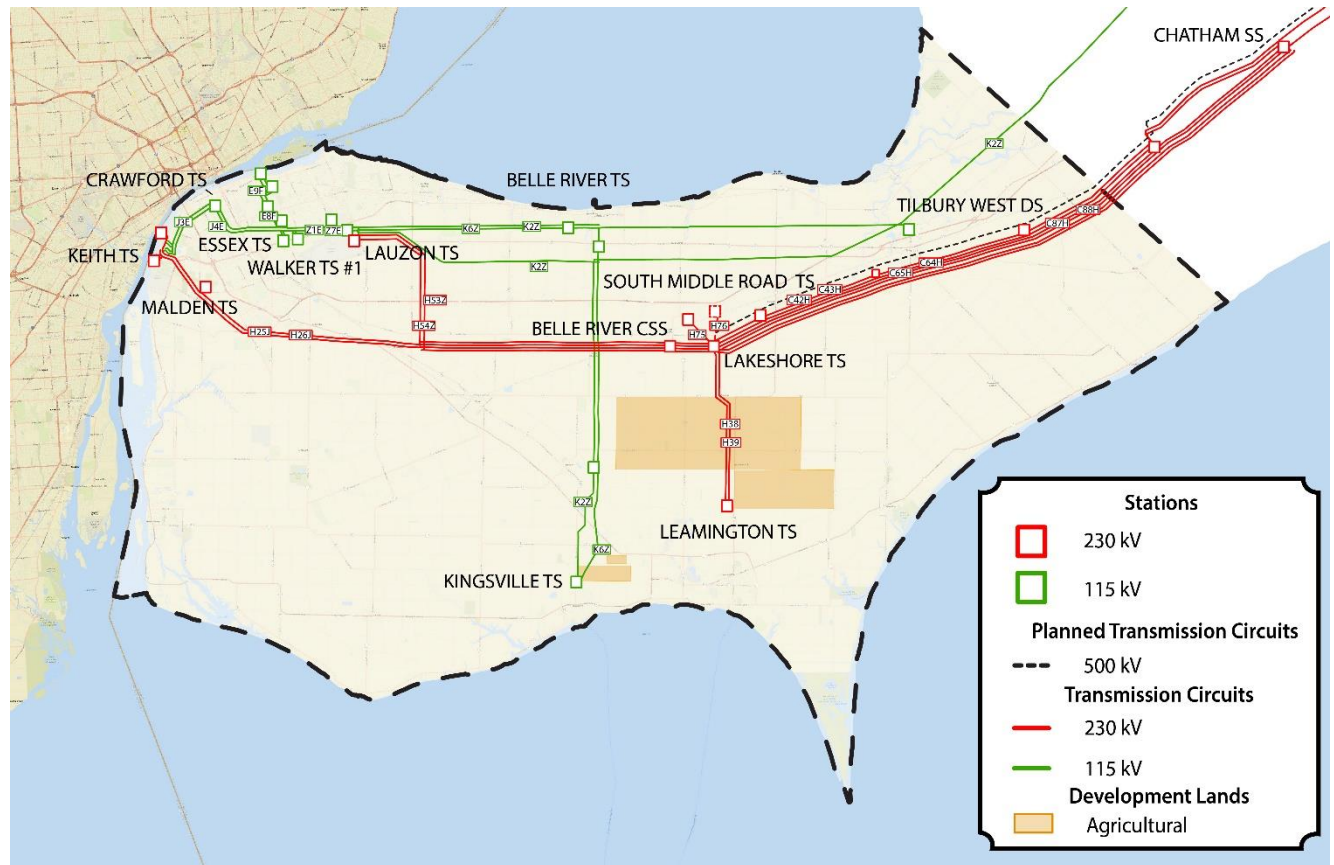 CHATHAM SS
K2Z
CRAWFORD TS
E9F
BELLE RIVER TS
TILBURY WEST DS
C88H
C87H
J3E
J4E
E8F
ESSEX TS
Z1E
Z7E
K6Z
K2Z
KEITH TS
WALKER TS #1
LAUZON TS
K2Z
C64H
C65H
SOUTH MIDDLE ROAD TS
MALDEN TS
H53Z
C43H
C42H
H54Z
BELLE RIVER CSS
H75
H76
H25J
H26J
LAKESHORE TS
H38
H39
K2Z
LEAMINGTON TS
K6Z
KINGSVILLE TS
Stations
230 kV
115 kV
Planned Transmission Circuits
500 kV
Transmission Circuits
230 kV
115 kV
Development Lands
Agricultural